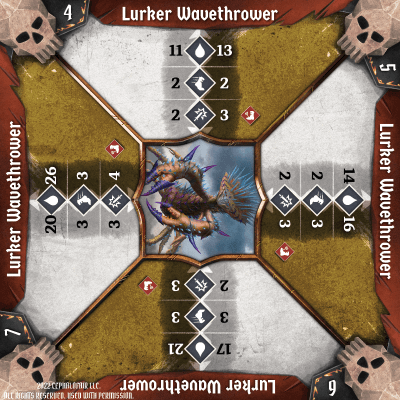 4 Lurker Wavethrower
11 13
2 2
2 3
5 Lurker Wavethrower
14 16
2 3
2 3
6 Lurker Wavethrower
17 21
3 3
2 3
7 Lurker Wavethrower
20 26
3 3
3 4
2022 CEPHALOFAIR LLC.
ALL RIGHTS RESERVED. USED WITH PERMISSION.